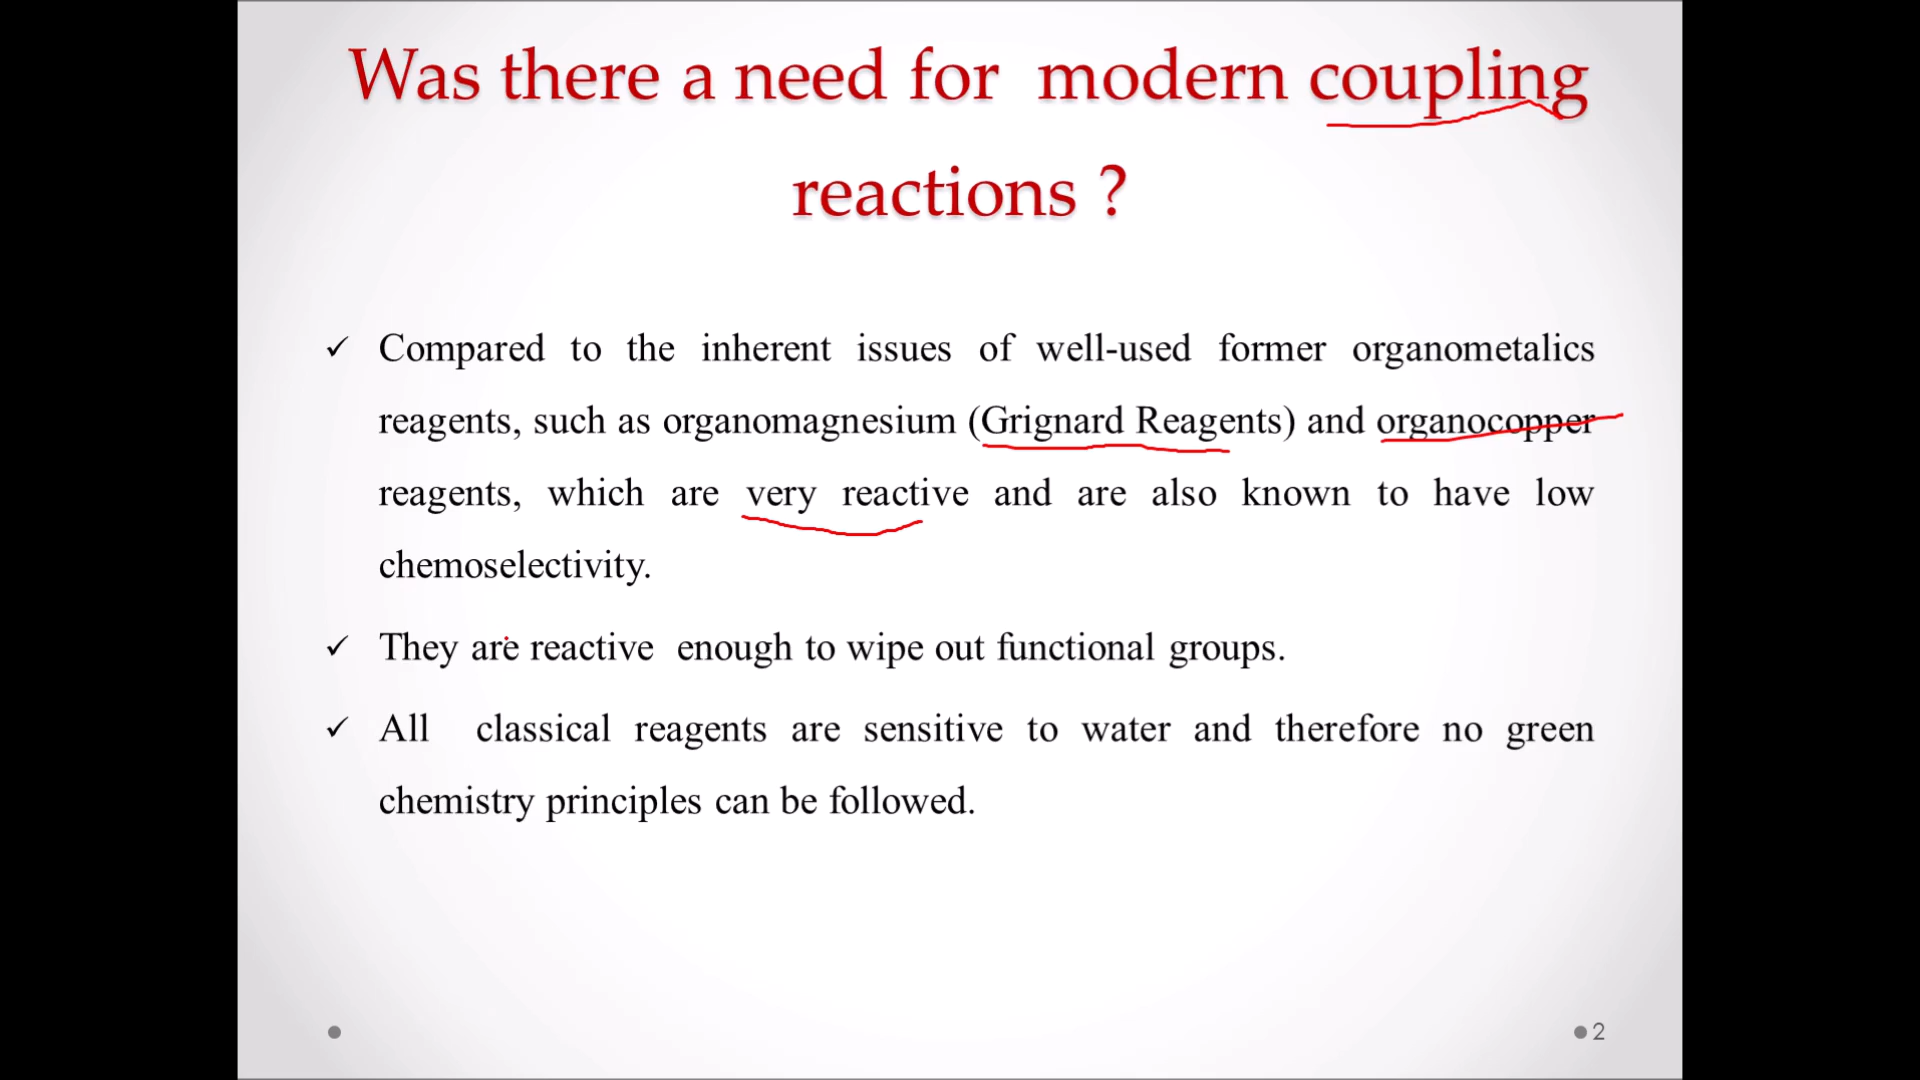 Was there a need for modern coupling
reactions ?
✓ Compared to the inherent issues of well-used former organometalics
reagents, such as organomagnesium (Grignard Reagents) and organocopper
reagents, which are very reactive and are also known to have low
chemoselectivity.
✓ They are reactive enough to wipe out functional groups.
✓ All classical reagents are sensitive to water and therefore no green
chemistry principles can be followed.
2